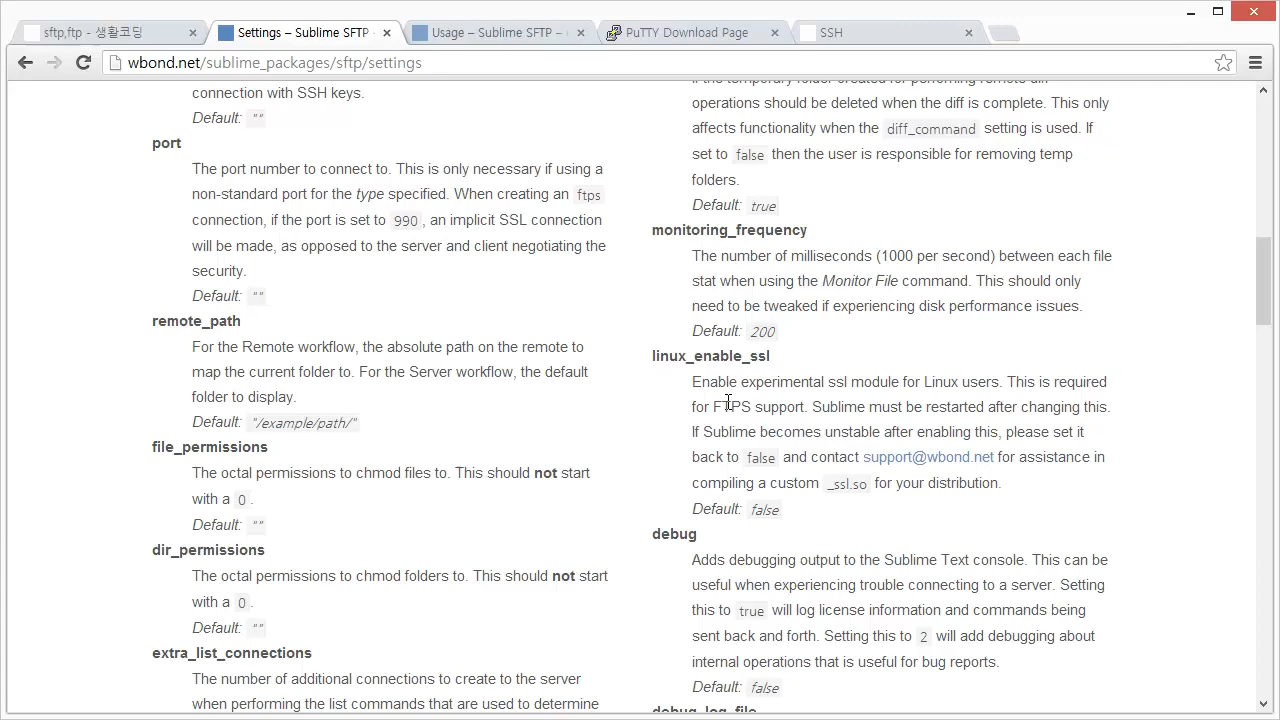 sftp,ftp - 생활코딩
Settings – Sublime SFTP
Usage – Sublime SFTP –
PuTTY Download Page
SSH
wbond.net/sublime_packages/sftp/settings
connection with SSH keys.
Default: ""
port
The port number to connect to. This is only necessary if using a
non-standard port for the type specified. When creating an ftps
connection, if the port is set to 990, an implicit SSL connection
will be made, as opposed to the server and client negotiating the
security.
Default: ""
remote_path
For the Remote workflow, the absolute path on the remote to
map the current folder to. For the Server workflow, the default
folder to display.
Default: "/example/path/"
file_permissions
The octal permissions to chmod files to. This should not start
with a 0.
Default: ""
dir_permissions
The octal permissions to chmod folders to. This should not start
with a 0.
Default: ""
extra_list_connections
The number of additional connections to create to the server
when performing the list commands that are used to determine
if the temporary folder created for performing remote diff
operations should be deleted when the diff is complete. This only
affects functionality when the diff_command setting is used. If
set to false then the user is responsible for removing temp
folders.
Default: true
monitoring_frequency
The number of milliseconds (1000 per second) between each file
stat when using the Monitor File command. This should only
need to be tweaked if experiencing disk performance issues.
Default: 200
linux_enable_ssl
Enable experimental ssl module for Linux users. This is required
for FTPS support. Sublime must be restarted after changing this.
If Sublime becomes unstable after enabling this, please set it
back to false and contact support@wbond.net for assistance in
compiling a custom _ssl.so for your distribution.
Default: false
debug
Adds debugging output to the Sublime Text console. This can be
useful when experiencing trouble connecting to a server. Setting
this to true will log license information and commands being
sent back and forth. Setting this to 2 will add debugging about
internal operations that is useful for bug reports.
Default: false
debug_log_file